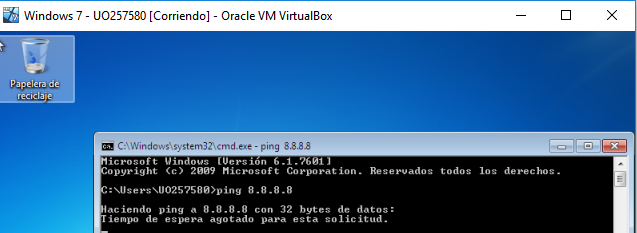 Windows 7 - UO257580 [Corriendo] - Oracle VM VirtualBox
Papelera de
reciclaje
C:\Windows\system32\cmd.exe - ping 8.8.8.8
Microsoft Windows [Versión 6.1.7601]
Copyright (c) 2009 Microsoft Corporation. Reservados todos los derechos.
C:\Users\UO257580>ping 8.8.8.8
Haciendo ping a 8.8.8.8 con 32 bytes de datos:
Tiempo de espera agotado para esta solicitud.